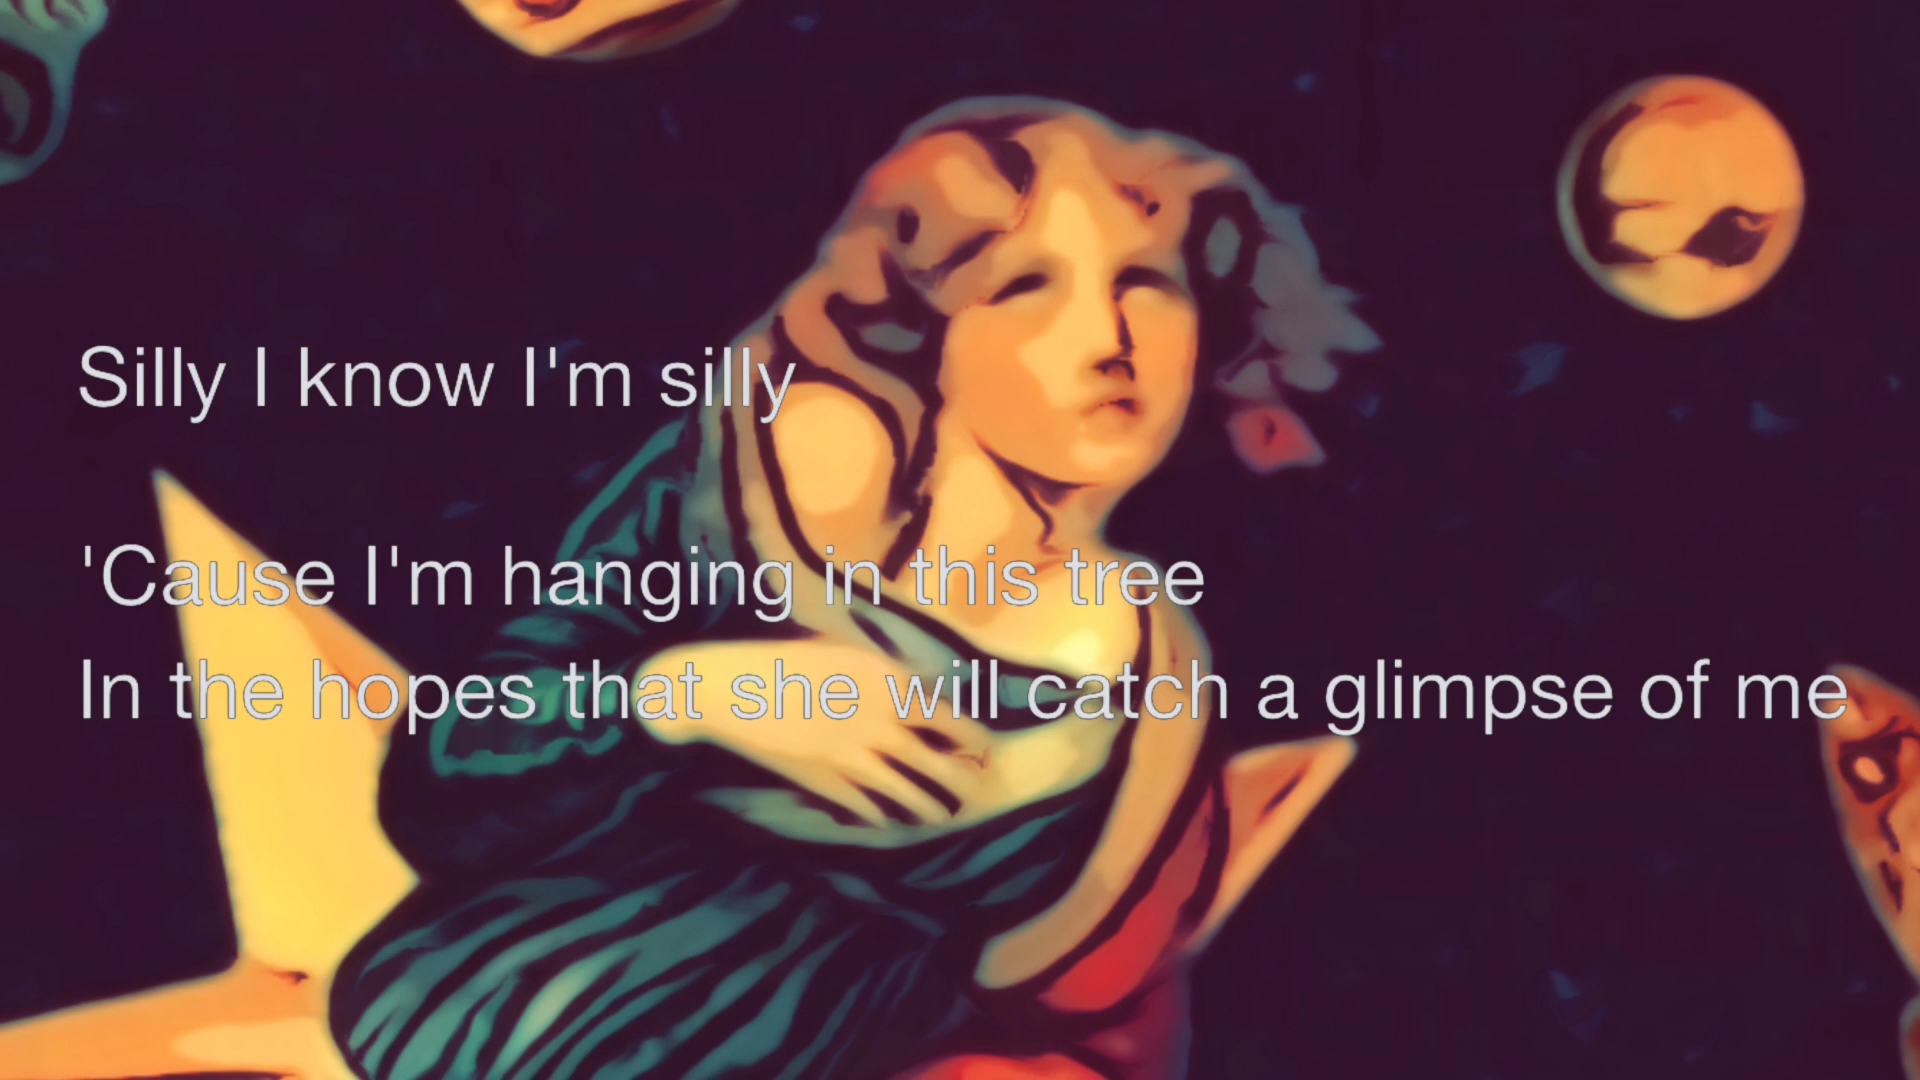 Silly I know I'm silly
'Cause I'm hanging in this tree
In the hopes that she will catch a glimpse of me